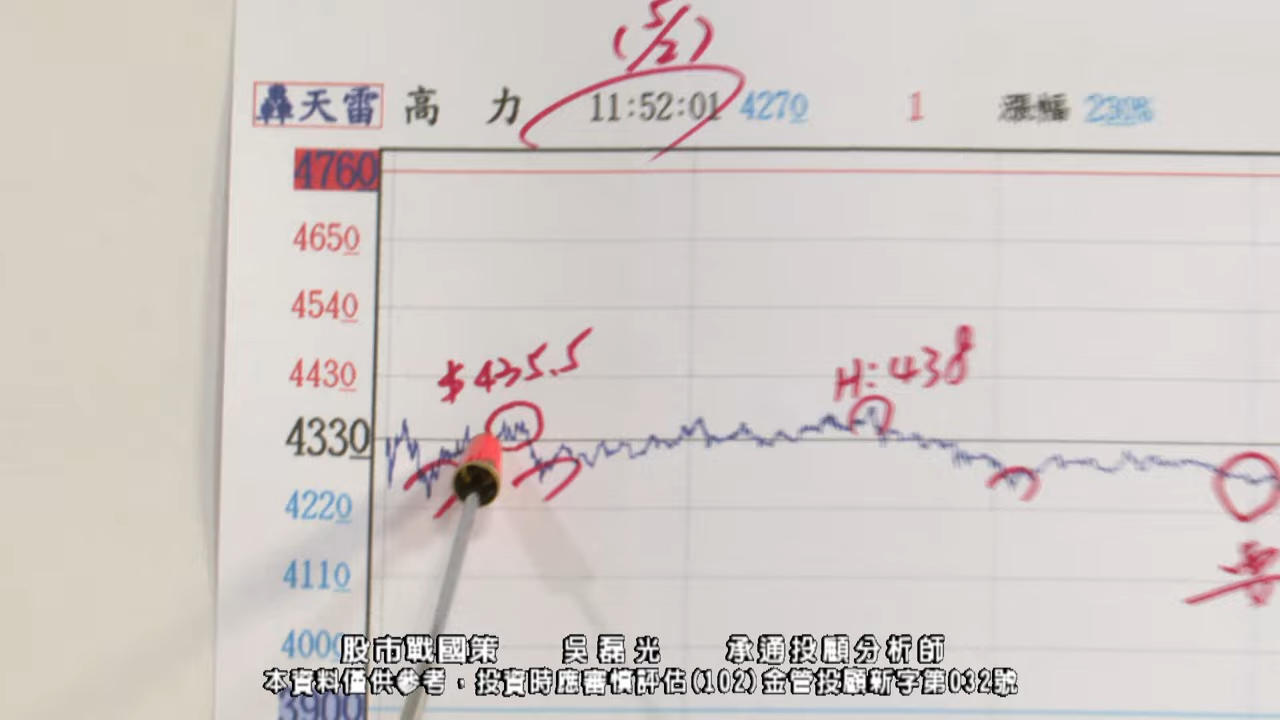 (5/2)
轟天雷 高 力 11:52:01 4270 1 漲幅 230%
4760
4650
4540
$435.5
H:438
4430
4330
4220
4110
4000
股市戰國策 吳磊光 承通投顧分析師
本資料僅供參考,投資時應審慎評估(102)金管投顧新字第032號
3900